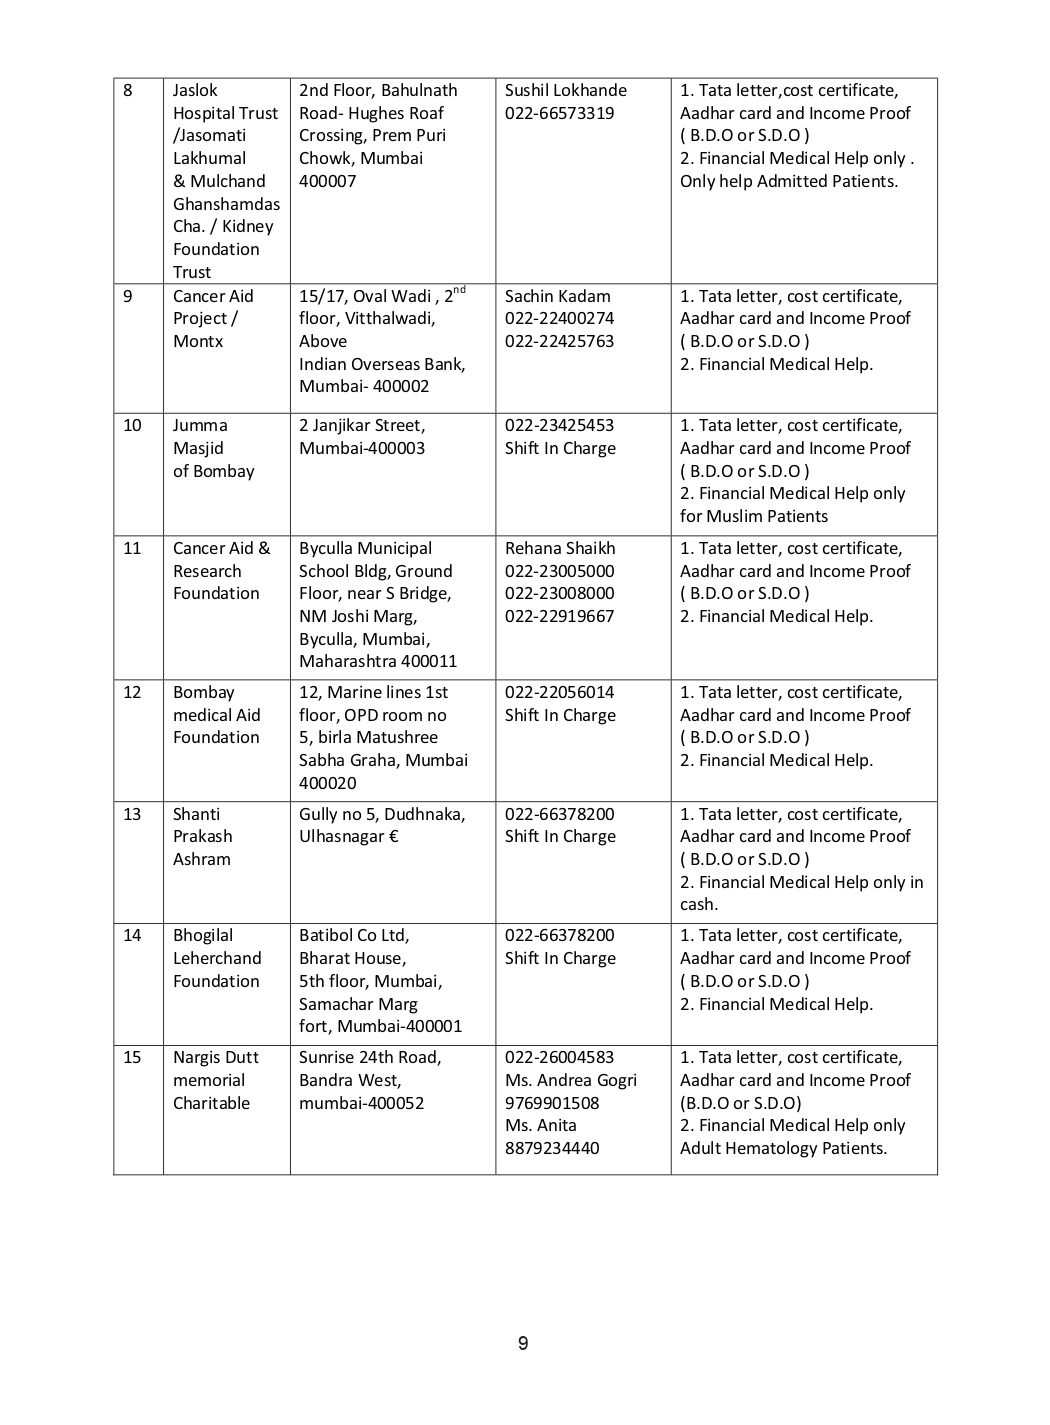 8
Jaslok
Hospital Trust
/Jasomati
Lakhumal
& Mulchand
Ghanshamdas
Cha. / Kidney
Foundation
Trust
2nd Floor, Bahulnath
Road- Hughes Roaf
Crossing, Prem Puri
Chowk, Mumbai
400007
Sushil Lokhande
022-66573319
1. Tata letter,cost certificate,
Aadhar card and Income Proof
( B.D.O or S.D.O )
2. Financial Medical Help only .
Only help Admitted Patients.
9
Cancer Aid
Project /
Montx
15/17, Oval Wadi , 2nd
floor, Vitthalwadi,
Above
Indian Overseas Bank,
Mumbai- 400002
Sachin Kadam
022-22400274
022-22425763
1. Tata letter, cost certificate,
Aadhar card and Income Proof
( B.D.O or S.D.O )
2. Financial Medical Help.
10
Jumma
Masjid
of Bombay
2 Janjikar Street,
Mumbai-400003
022-23425453
Shift In Charge
1. Tata letter, cost certificate,
Aadhar card and Income Proof
( B.D.O or S.D.O )
2. Financial Medical Help only
for Muslim Patients
11
Cancer Aid &
Research
Foundation
Byculla Municipal
School Bldg, Ground
Floor, near S Bridge,
NM Joshi Marg,
Byculla, Mumbai,
Maharashtra 400011
Rehana Shaikh
022-23005000
022-23008000
022-22919667
1. Tata letter, cost certificate,
Aadhar card and Income Proof
( B.D.O or S.D.O )
2. Financial Medical Help.
12
Bombay
medical Aid
Foundation
12, Marine lines 1st
floor, OPD room no
5, birla Matushree
Sabha Graha, Mumbai
400020
022-22056014
Shift In Charge
1. Tata letter, cost certificate,
Aadhar card and Income Proof
( B.D.O or S.D.O )
2. Financial Medical Help.
13
Shanti
Prakash
Ashram
Gully no 5, Dudhnaka,
Ulhasnagar €
022-66378200
Shift In Charge
1. Tata letter, cost certificate,
Aadhar card and Income Proof
( B.D.O or S.D.O )
2. Financial Medical Help only in
cash.
14
Bhogilal
Leherchand
Foundation
Batibol Co Ltd,
Bharat House,
5th floor, Mumbai,
Samachar Marg
fort, Mumbai-400001
022-66378200
Shift In Charge
1. Tata letter, cost certificate,
Aadhar card and Income Proof
( B.D.O or S.D.O )
2. Financial Medical Help.
15
Nargis Dutt
memorial
Charitable
Sunrise 24th Road,
Bandra West,
mumbai-400052
022-26004583
Ms. Andrea Gogri
9769901508
Ms. Anita
8879234440
1. Tata letter, cost certificate,
Aadhar card and Income Proof
(B.D.O or S.D.O)
2. Financial Medical Help only
Adult Hematology Patients.
9